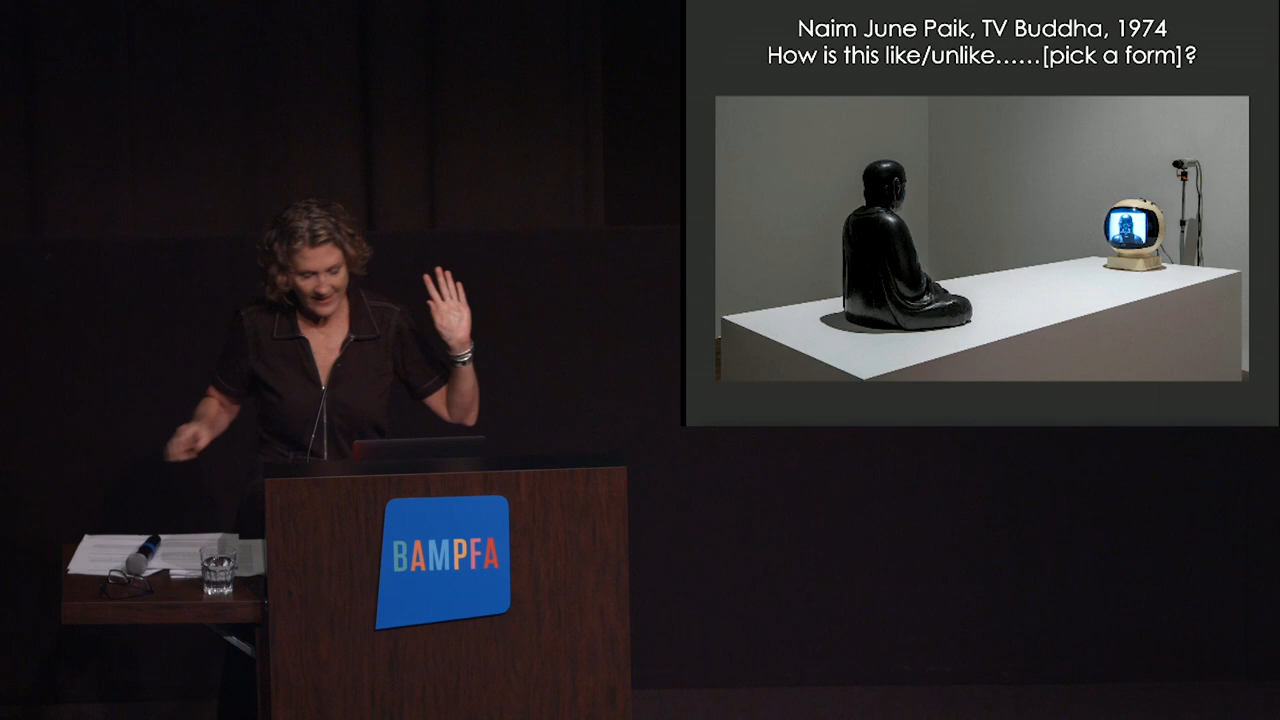 Naim June Paik, TV Buddha, 1974
How is this like/unlike......[pick a form]?
BAMPFA